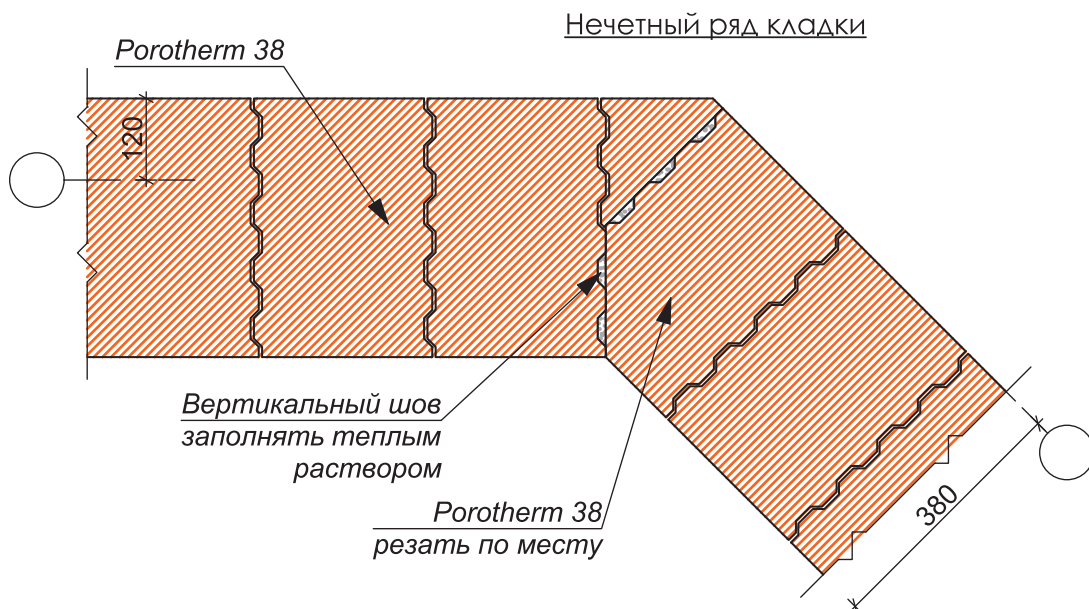 Нечетный ряд кладки
Porotherm 38
120
Вертикальный шов
заполнять теплым
раствором
Porotherm 38
резать по месту
380